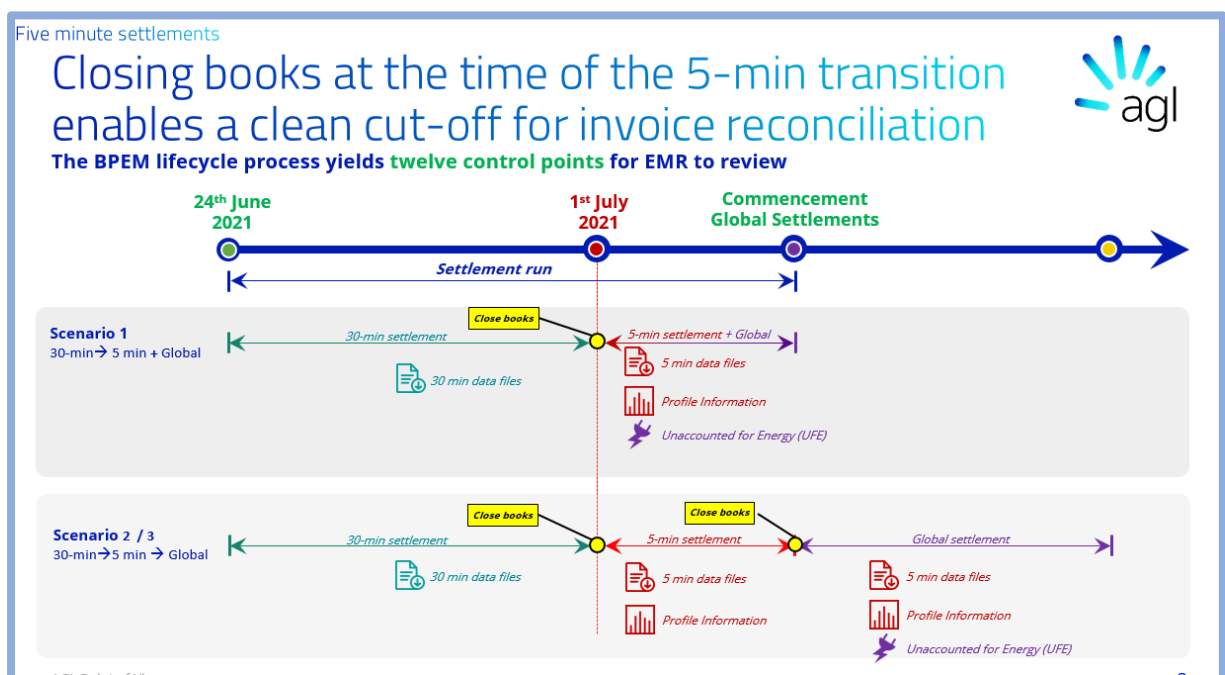 Five minute settlements
Closing books at the time of the 5-min transition
enables a clean cut-off for invoice reconciliation
agl
The BPEM lifecycle process yields twelve control points for EMR to review
24th June
2021
1st July
2021
Commencement
Global Settlements
Settlement run
Scenario 1
30-min→ 5 min + Global
Close books
30-min settlement
5-min settlement + Global
30 min data files
5 min data files
Profile Information
Unaccounted for Energy (UFE)
Scenario 2 / 3
30-min→5 min → Global
Close books
Close books
30-min settlement
5-min settlement
Global settlement
30 min data files
5 min data files
5 min data files
Profile Information
Profile Information
Unaccounted for Energy (UFE)